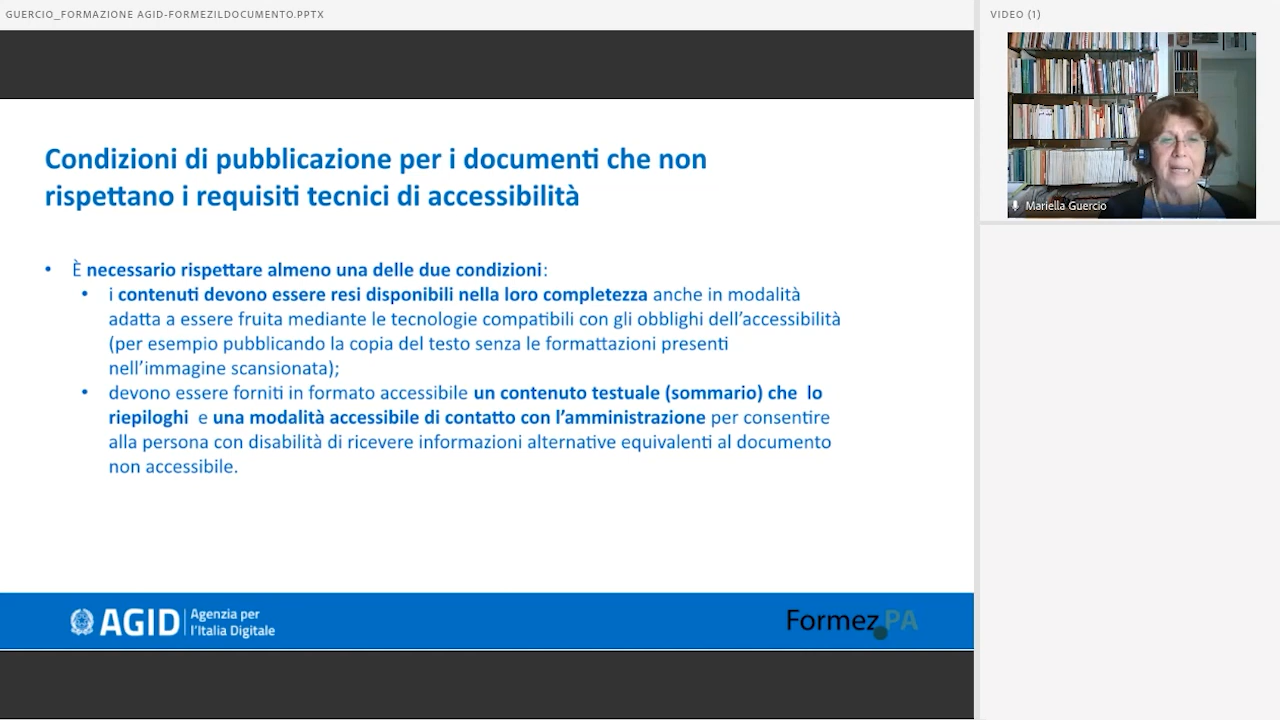 GUERCIO_FORMAZIONE AGID-FORMEZILDOCUMENTO.PPTX
VIDEO (1)
Mariella Guercio
Condizioni di pubblicazione per i documenti che non
rispettano i requisiti tecnici di accessibilità
• È necessario rispettare almeno una delle due condizioni:
• i contenuti devono essere resi disponibili nella loro completezza anche in modalità
adatta a essere fruita mediante le tecnologie compatibili con gli obblighi dell'accessibilità
(per esempio pubblicando la copia del testo senza le formattazioni presenti
nell'immagine scansionata);
• devono essere forniti in formato accessibile un contenuto testuale (sommario) che lo
riepiloghi e una modalità accessibile di contatto con l'amministrazione per consentire
alla persona con disabilità di ricevere informazioni alternative equivalenti al documento
non accessibile.
AGID
Agenzia per
l'Italia Digitale
Formez PA